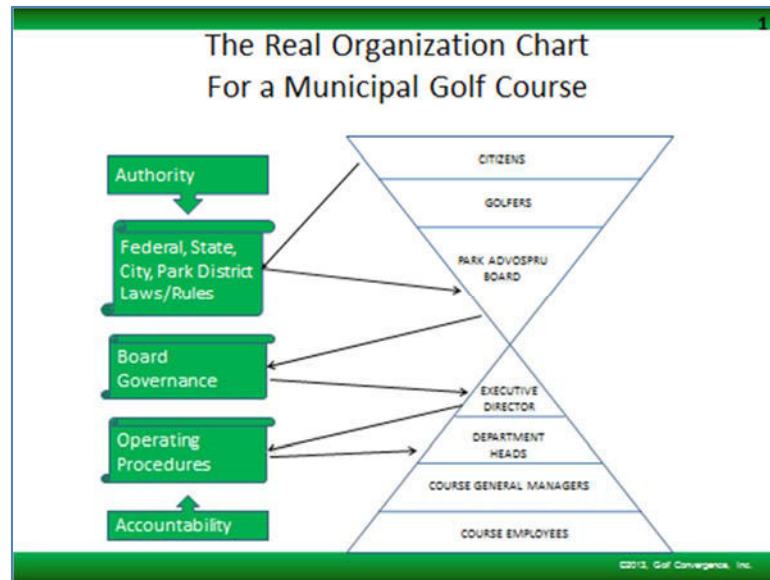 1
The Real Organization Chart
For a Municipal Golf Course
Authority
Federal, State,
City, Park District
Laws/Rules
Board
Governance
Operating
Procedures
Accountability
CITIZENS
GOLFERS
PARK ADVOSPRU
BOARD
EXECUTIVE
DIRECTOR
DEPARTMENT
HEADS
COURSE GENERAL MANAGERS
COURSE EMPLOYEES
©2013, Golf Convergence, Inc.